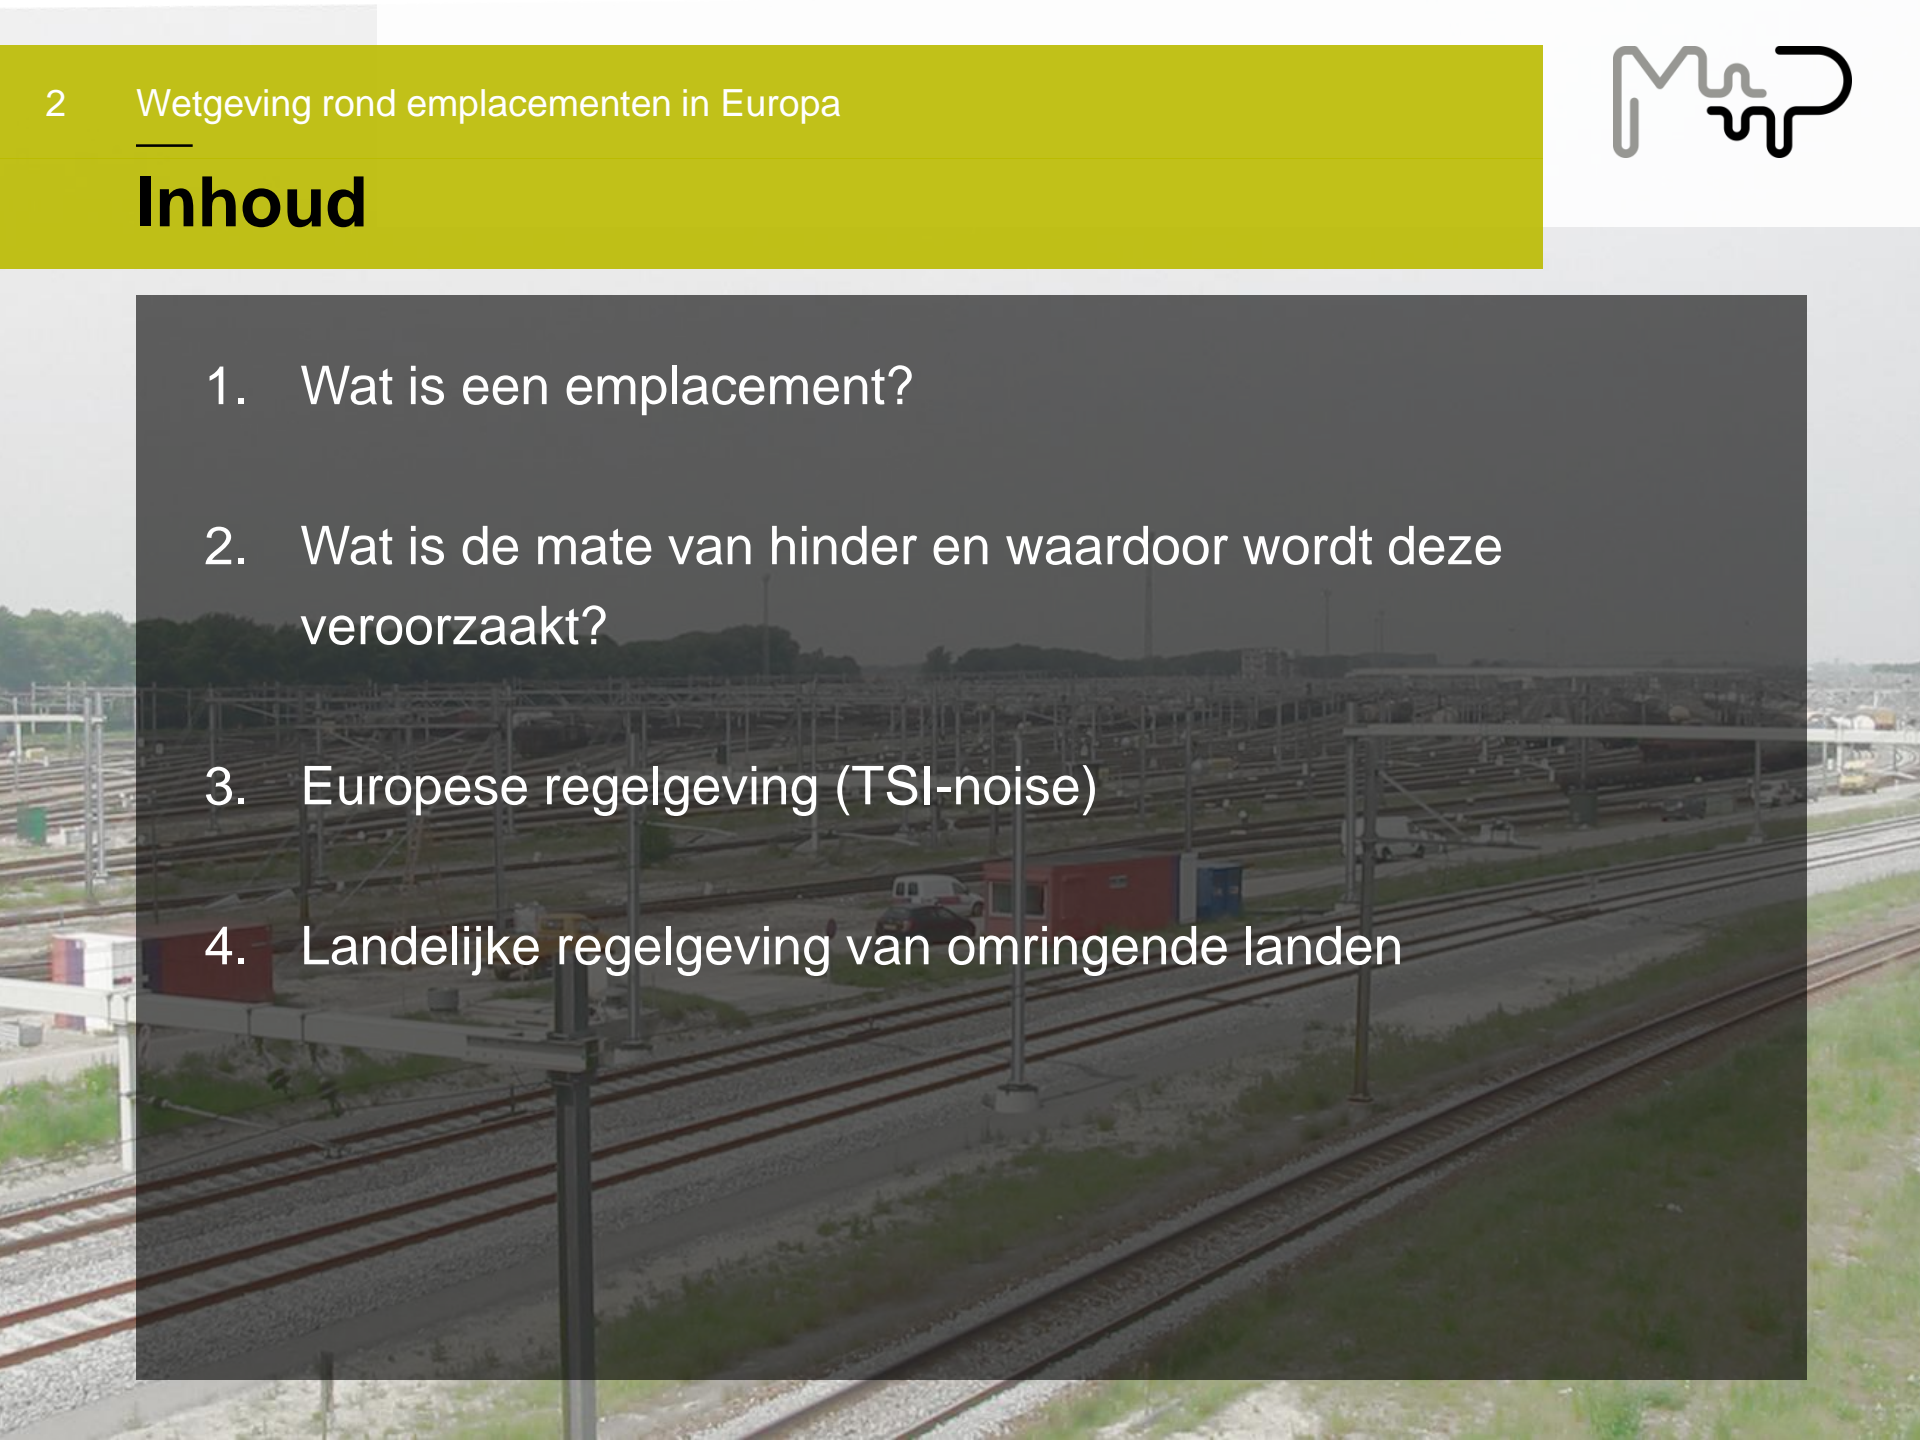 2 Wetgeving rond emplacementen in Europa
Inhoud
M+P
1. Wat is een emplacement?
2. Wat is de mate van hinder en waardoor wordt deze
veroorzaakt?
3. Europese regelgeving (TSI-noise)
4. Landelijke regelgeving van omringende landen